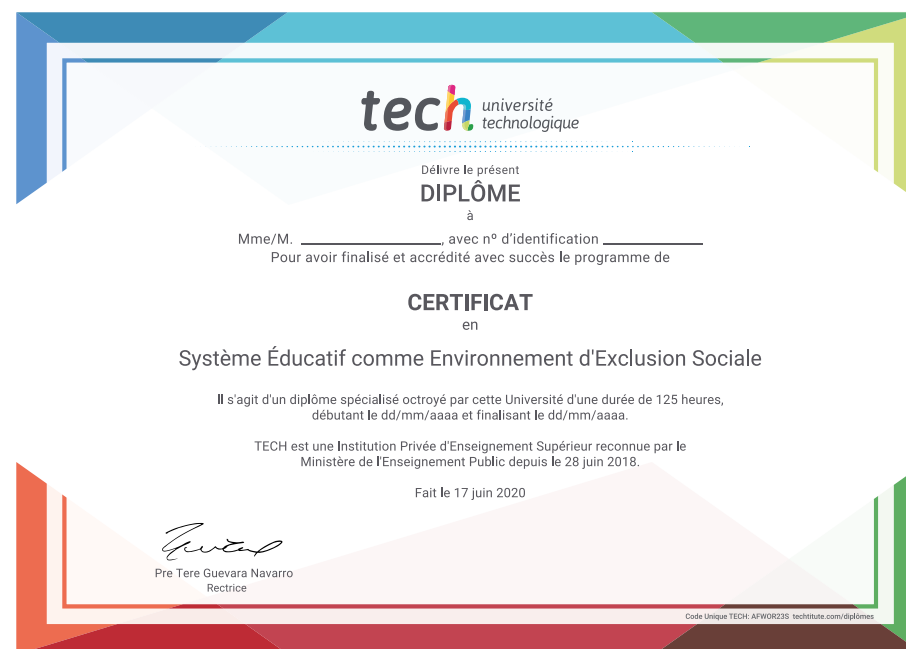 tech université
technologique
Délivre le présent
DIPLÔME
à
Mme/M. ____________________, avec nº d'identification ______________
Pour avoir finalisé et accrédité avec succès le programme de
CERTIFICAT
en
Système Éducatif comme Environnement d'Exclusion Sociale
Il s'agit d'un diplôme spécialisé octroyé par cette Université d'une durée de 125 heures,
débutant le dd/mm/aaaa et finalisant le dd/mm/aaaa.
TECH est une Institution Privée d'Enseignement Supérieur reconnue par le
Ministère de l'Enseignement Public depuis le 28 juin 2018.
Fait le 17 juin 2020
Pre Tere Guevara Navarro
Rectrice
Code Unique TECH: AFWOR23S techtitute.com/diplômes